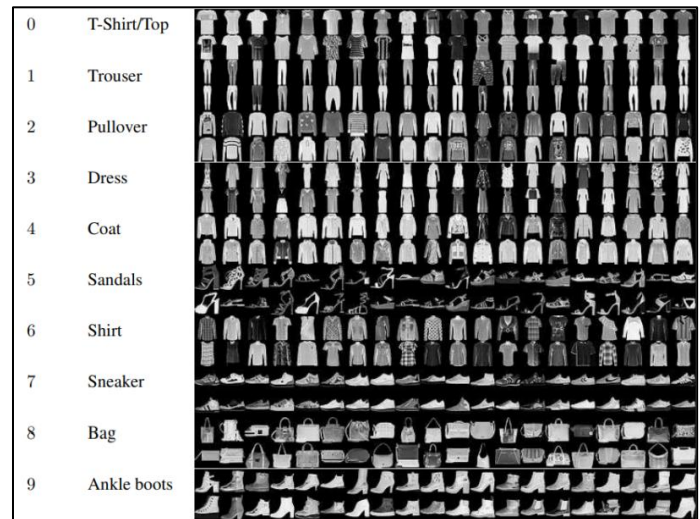 0 T-Shirt/Top
1 Trouser
2 Pullover
3 Dress
4 Coat
5 Sandals
6 Shirt
7 Sneaker
8 Bag
9 Ankle boots